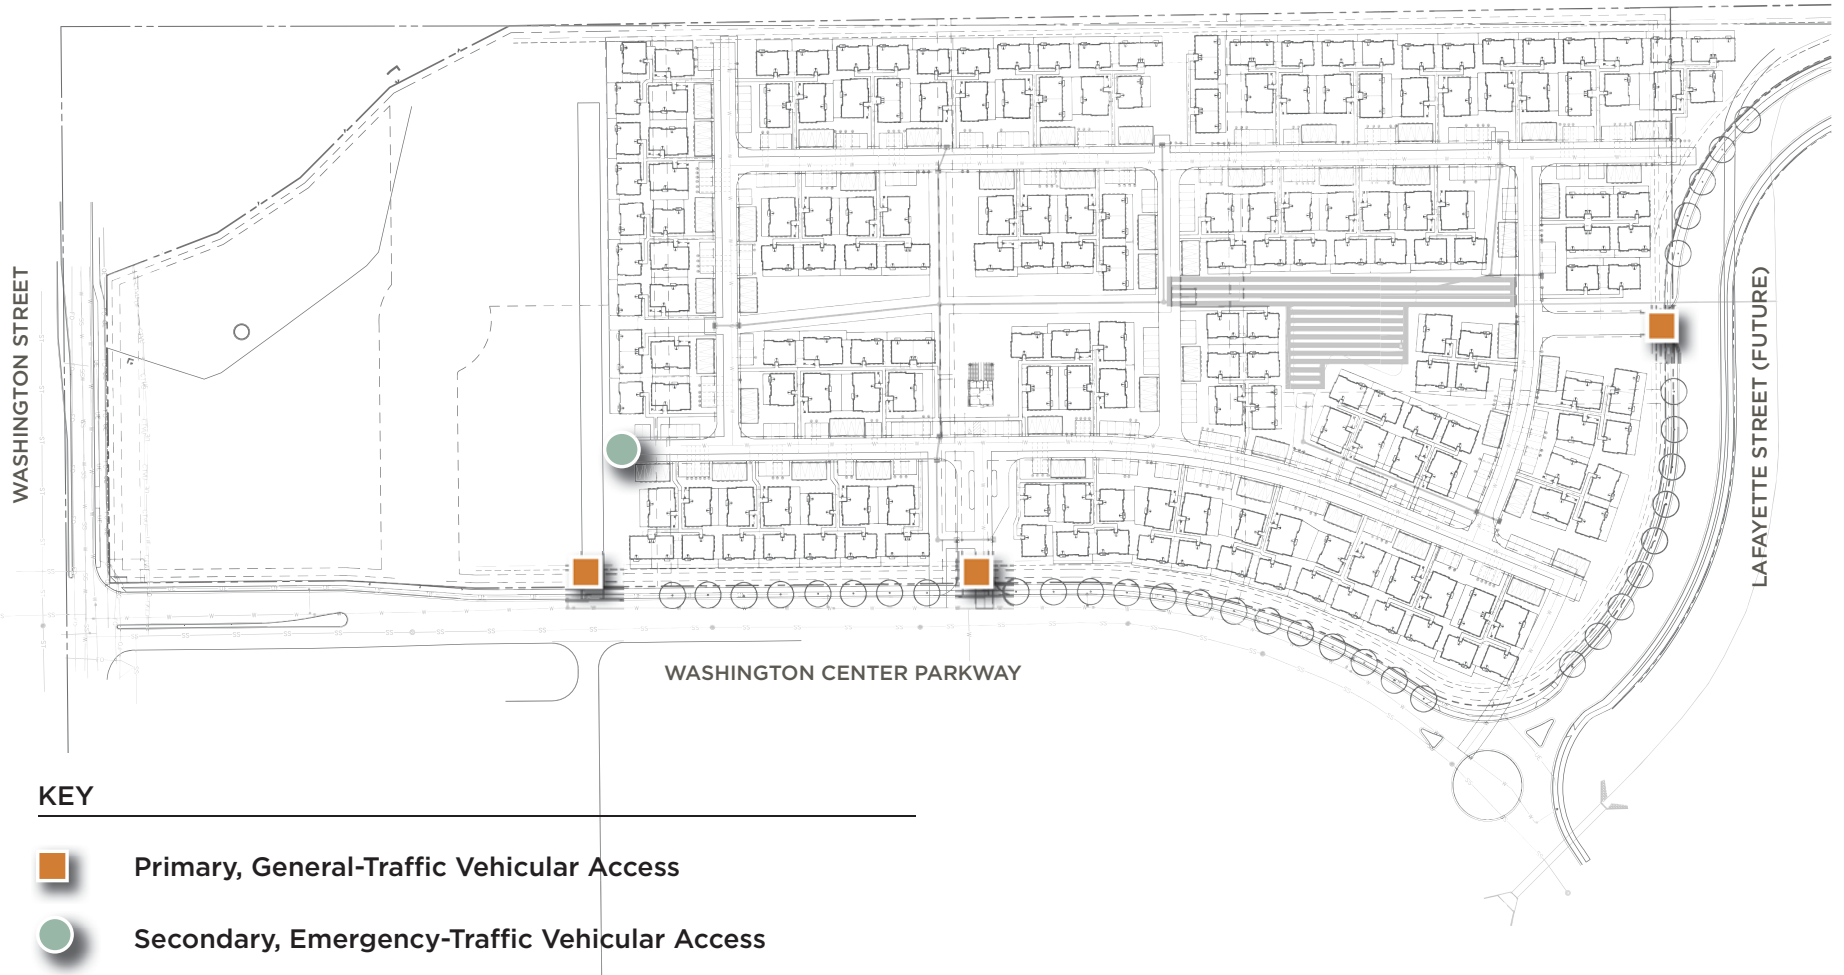 WASHINGTON STREET
LAFAYETTE STREET (FUTURE)
WASHINGTON CENTER PARKWAY
KEY
Primary, General-Traffic Vehicular Access
Secondary, Emergency-Traffic Vehicular Access